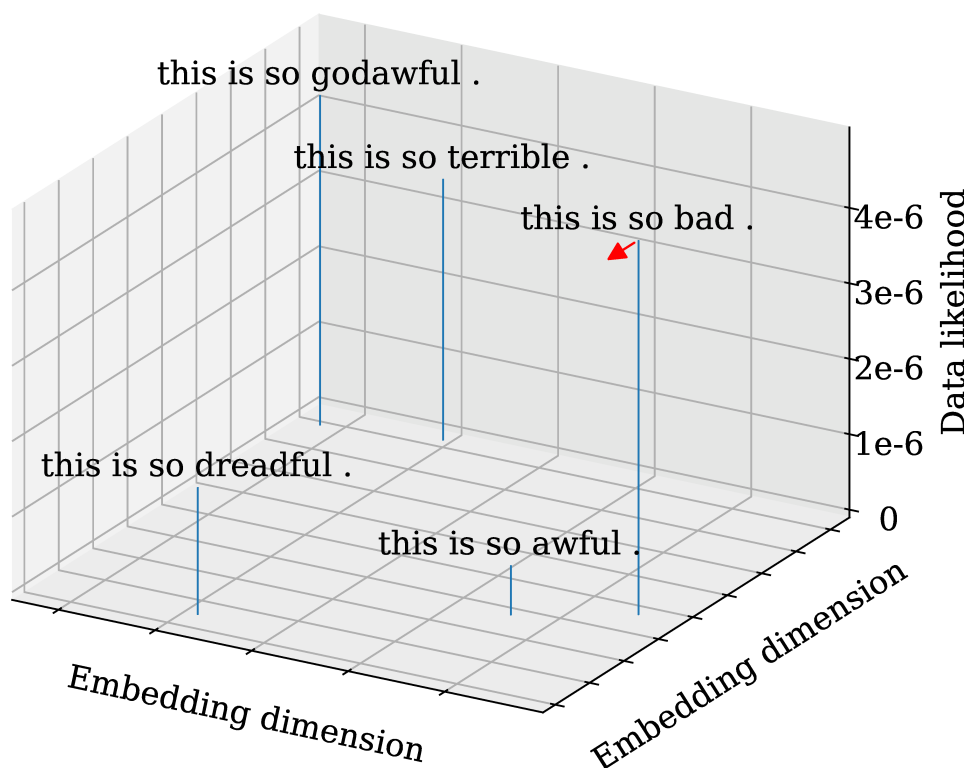 this is so godawful .
this is so terrible .
this is so bad .
4e-6
3e-6
2e-6
1e-6
0
Data likelihood
this is so dreadful .
this is so awful .
Embedding dimension
Embedding dimension